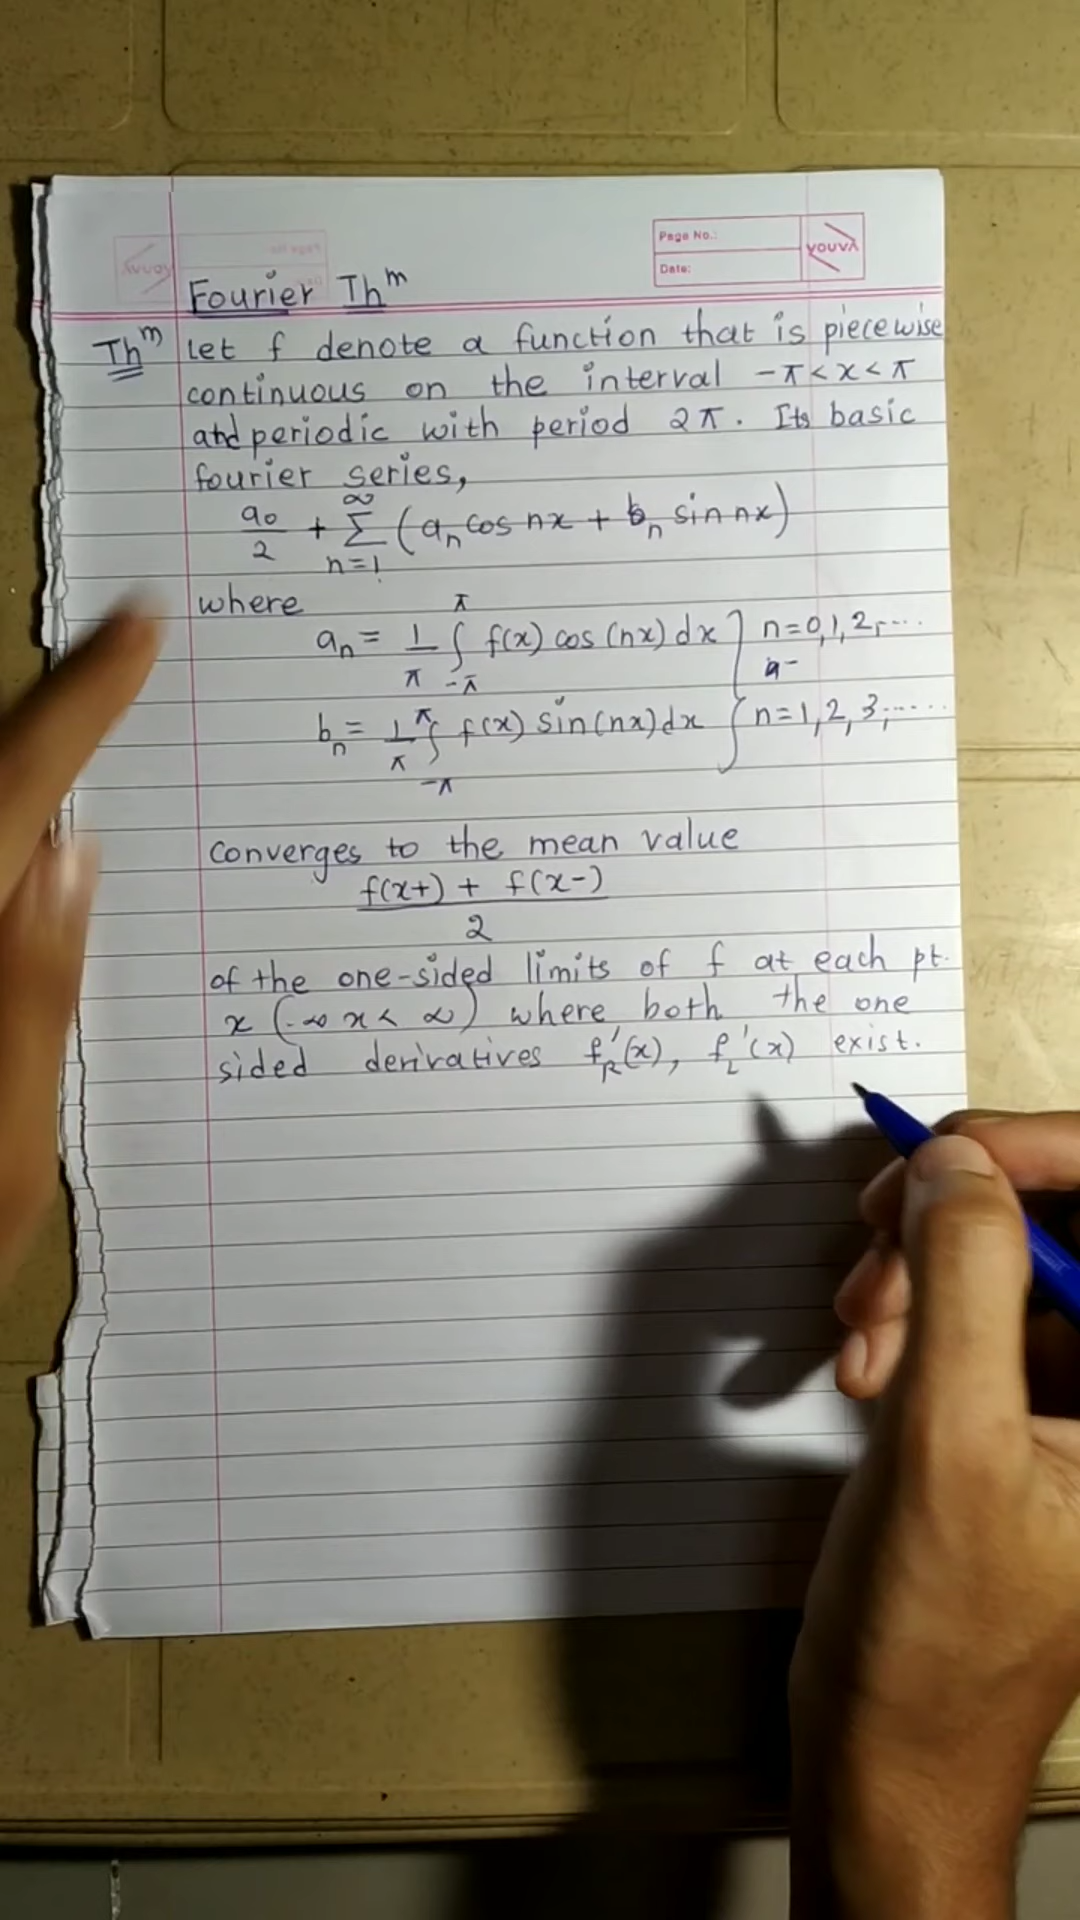 Page No.:
Date:
YOUVA
Fourier Thᵐ
Thᵐ Let f denote a function that is piecewise
continuous on the interval -π < x < π
and periodic with period 2π. Its basic
fourier series,
a₀/2 + ∞Σn=1 (aₙ cos nx + bₙ sin nx)
where
aₙ = 1/π ∫_{-π}^{π} f(x) cos (nx) dx } n=0,1,2,....
bₙ = 1/π ∫_{-π}^{π} f(x) sin(nx) dx } n=1,2,3,.....
converges to the mean value
f(x+) + f(x-)
2
of the one-sided limits of f at each pt.
x (-∞ x < ∞) where both the one
sided derivatives f_R'(x), f_L'(x) exist.